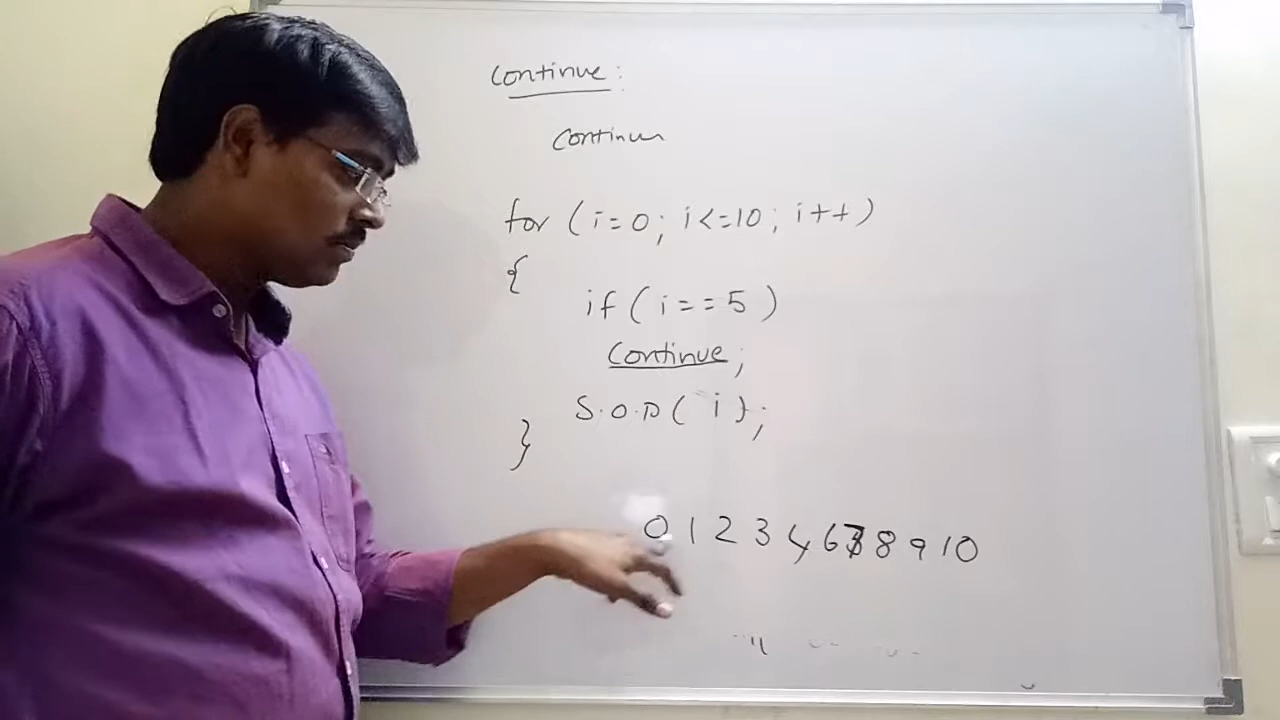 Continue:
Continue
for (i=0; i<=10; i++)
{
if (i==5)
Continue;
S.O.P( i );
}
0 1 2 3 4 6 7 8 9 10